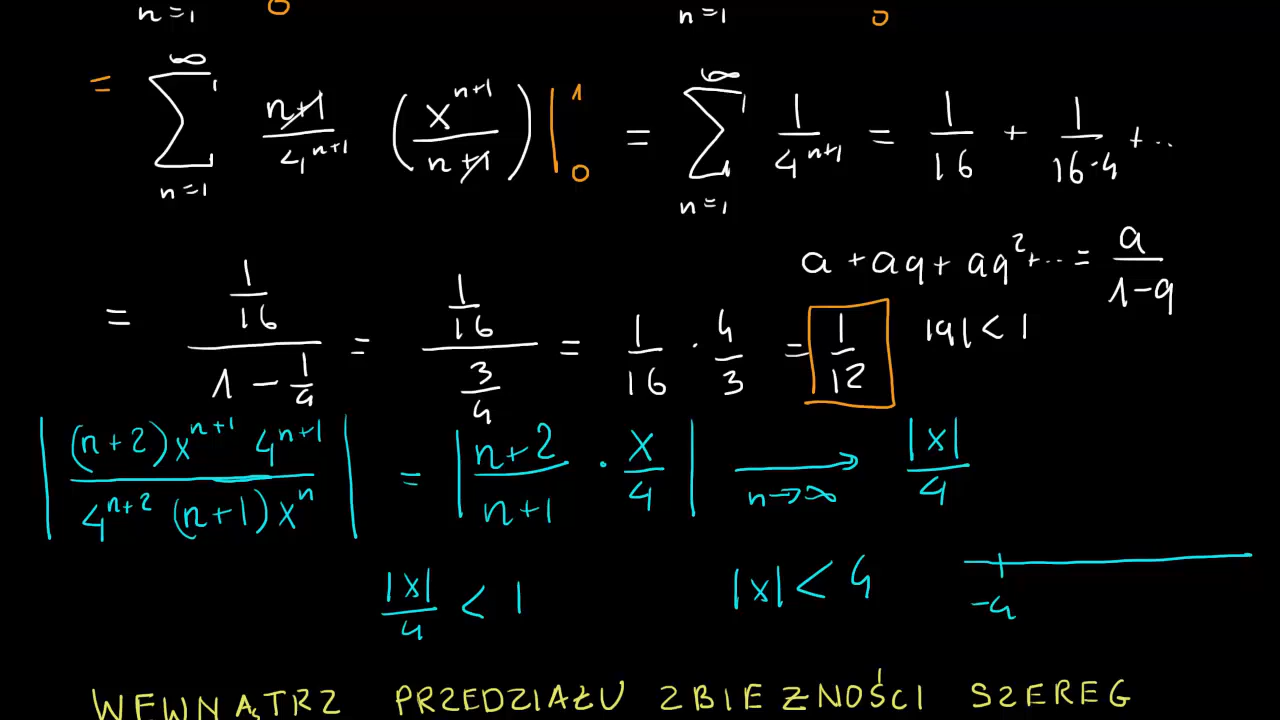 n=1 0 n=1 0
= ∞ ∑ n=1 n+1/4^(n+1) (x^(n+1)/n+1) | 1 0 = ∞ ∑ n=1 1/4^(n+1) = 1/16 + 1/16·4 + ...
a + aq + aq² + ... = a/1-q
= 1/16 / 1 - 1/4 = 1/16 / 3/4 = 1/16 · 4/3 = 1/12 |q| < 1
| (n+2)x^(n+1) 4^(n+1) / 4^(n+2) (n+1)x^n | = | n+2/n+1 · x/4 | → n→∞ |x|/4
|x|/4 < 1 |x| < 4 -4
WEWNĄTRZ PRZEDZIAŁU ZBIEŻNOŚCI SZEREG